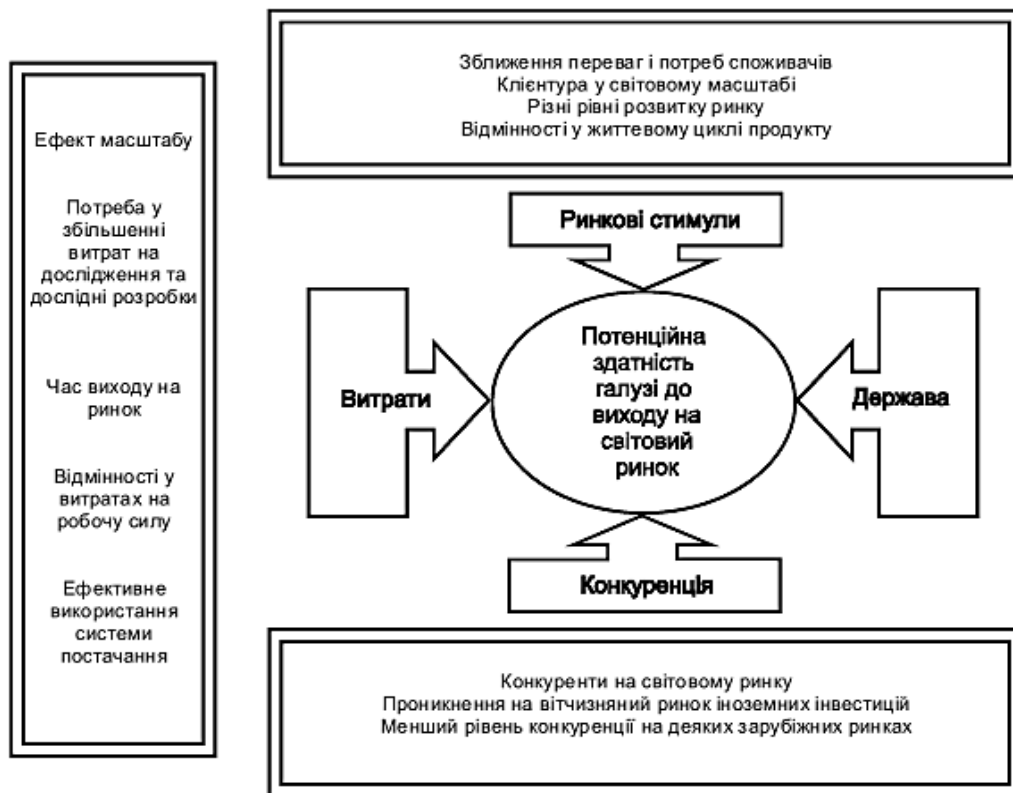 Зближення переваг і потреб споживачів
Клієнтура у світовому масштабі
Різні рівні розвитку ринку
Відмінності у життєвому циклі продукту
Ефект масштабу
Потреба у
збільшенні
витрат на
дослідження та
дослідні розробки
Час виходу на
ринок
Відмінності у
витратах на
робочу силу
Ефективне
використання
системи
постачання
Ринкові стимули
Витрати
Потенційна
здатність
галузі до
виходу на
світовий
ринок
Держава
Конкуренція
Конкуренти на світовому ринку
Проникнення на вітчизняний ринок іноземних інвестицій
Менший рівень конкуренції на деяких зарубіжних ринках